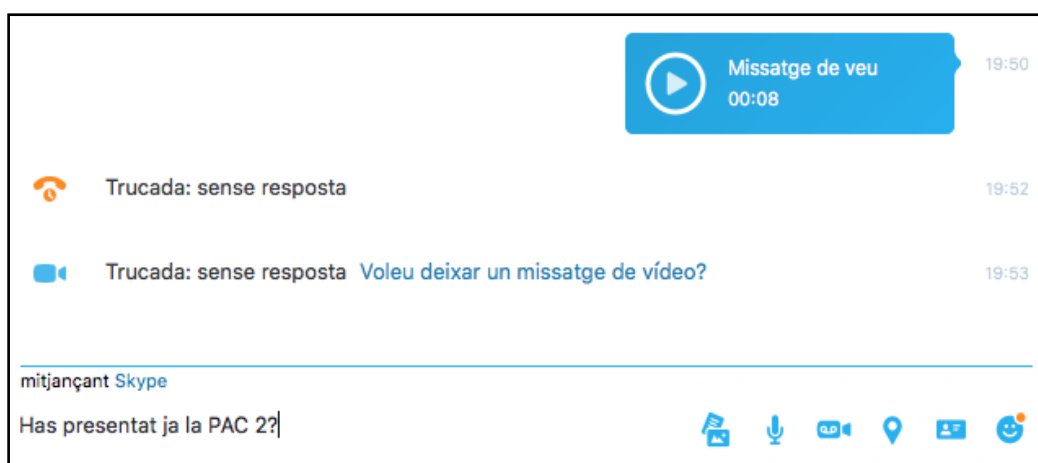 Missatge de veu
19:50
00:08
Trucada: sense resposta
19:52
Trucada: sense resposta Voleu deixar un missatge de vídeo?
19:53
mitjançant Skype
Has presentat ja la PAC 2?